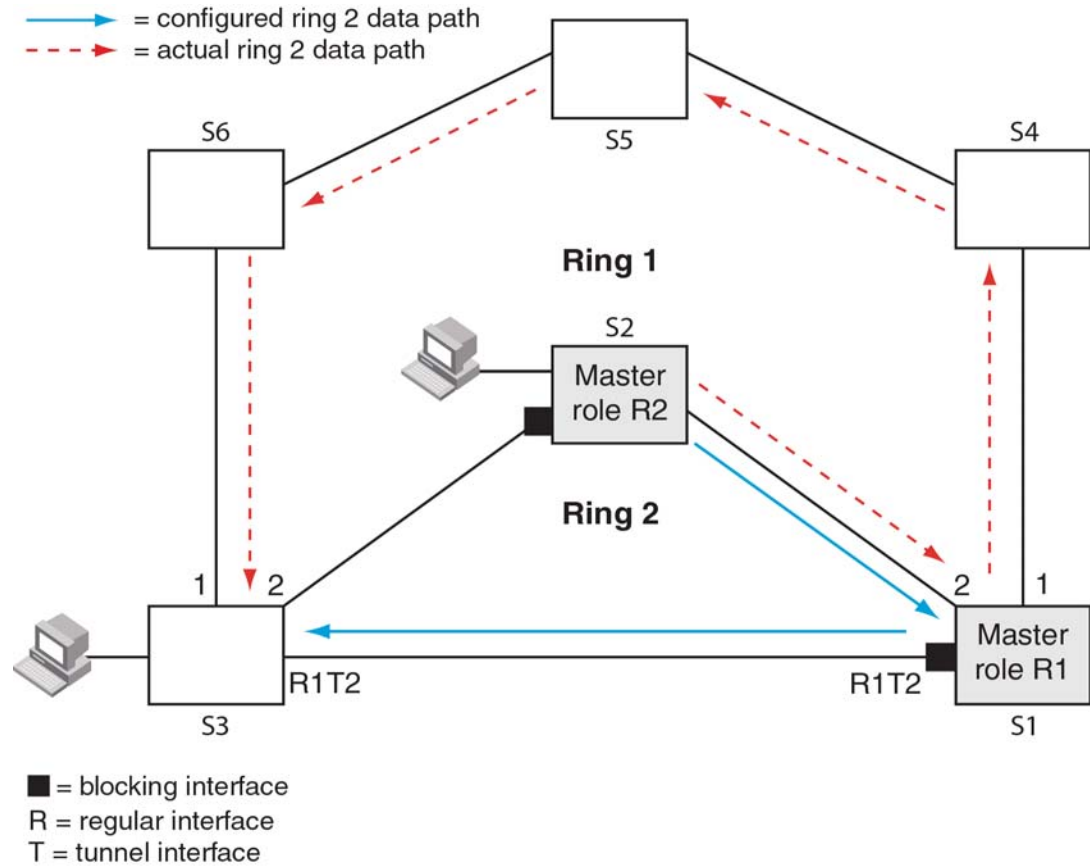 = configured ring 2 data path
= actual ring 2 data path
S5
S6
S4
Ring 1
S2
Master
role R2
Ring 2
1
2
2
1
Master
role R1
R1T2
R1T2
S3
S1
= blocking interface
R = regular interface
T = tunnel interface